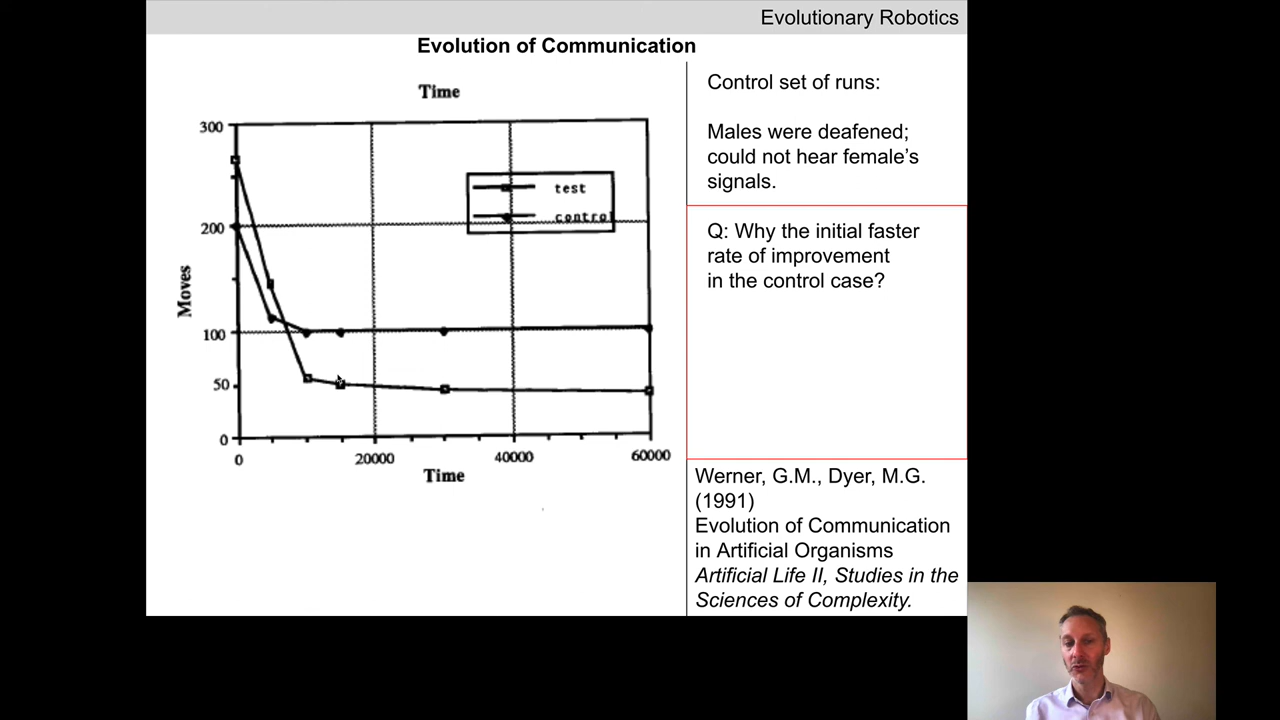 Evolutionary Robotics
Evolution of Communication
Time
300
200
100
50
0
Moves
test
control
0
20000
40000
60000
Time
Control set of runs:
Males were deafened;
could not hear female's
signals.
Q: Why the initial faster
rate of improvement
in the control case?
Werner, G.M., Dyer, M.G.
(1991)
Evolution of Communication
in Artificial Organisms
Artificial Life II, Studies in the
Sciences of Complexity.